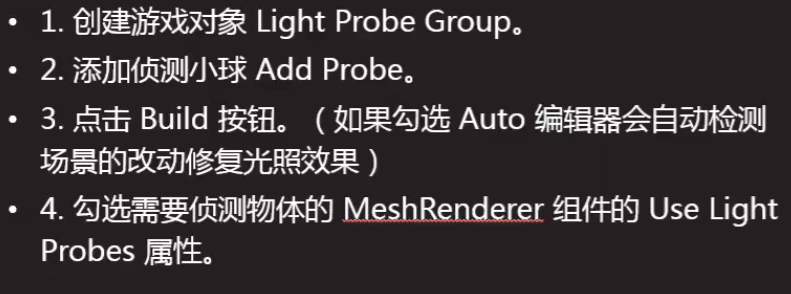 • 1. 创建游戏对象 Light Probe Group。
• 2. 添加侦测小球 Add Probe。
• 3. 点击 Build 按钮。（如果勾选 Auto 编辑器会自动检测
场景的改动修复光照效果）
• 4. 勾选需要侦测物体的 MeshRenderer 组件的 Use Light
Probes 属性。